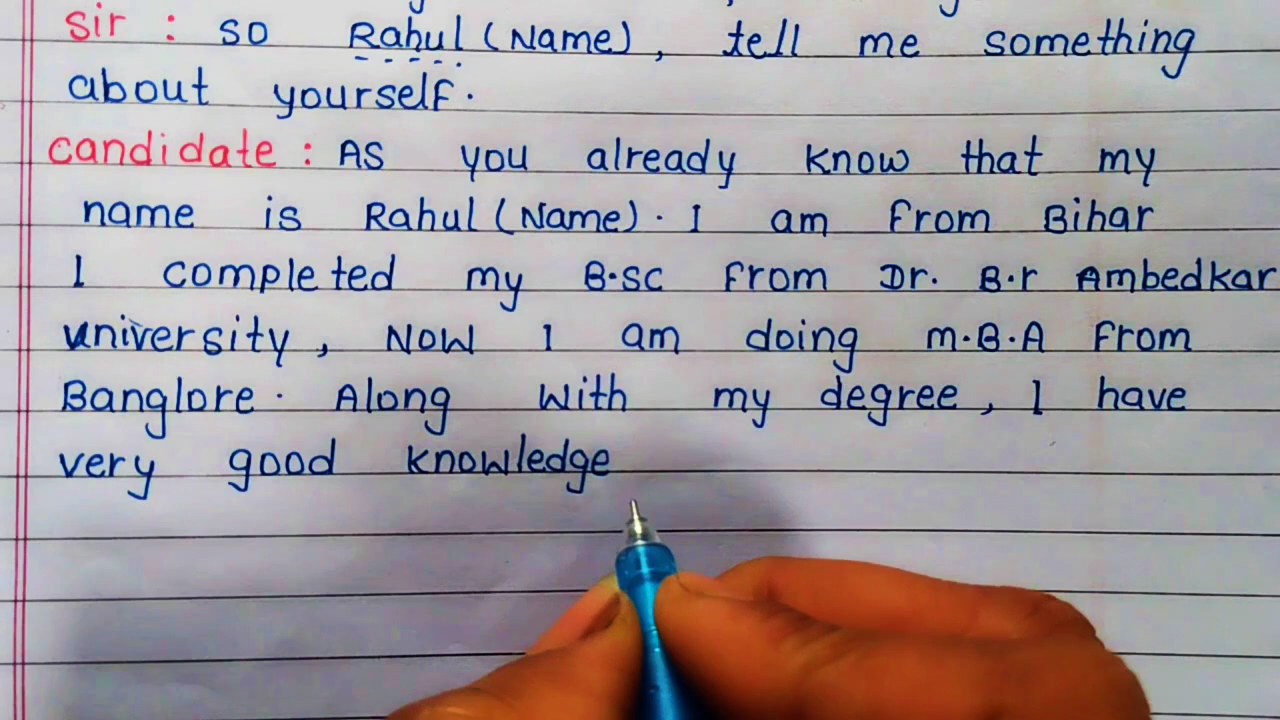 sir : so Rahul (Name), tell me something
about yourself.
candidate : As you already know that my
name is Rahul (Name). I am from Bihar
I completed my B.sc from Dr. B.r Ambedkar
university, Now I am doing m.B.A from
Banglore. Along with my degree, I have
very good knowledge